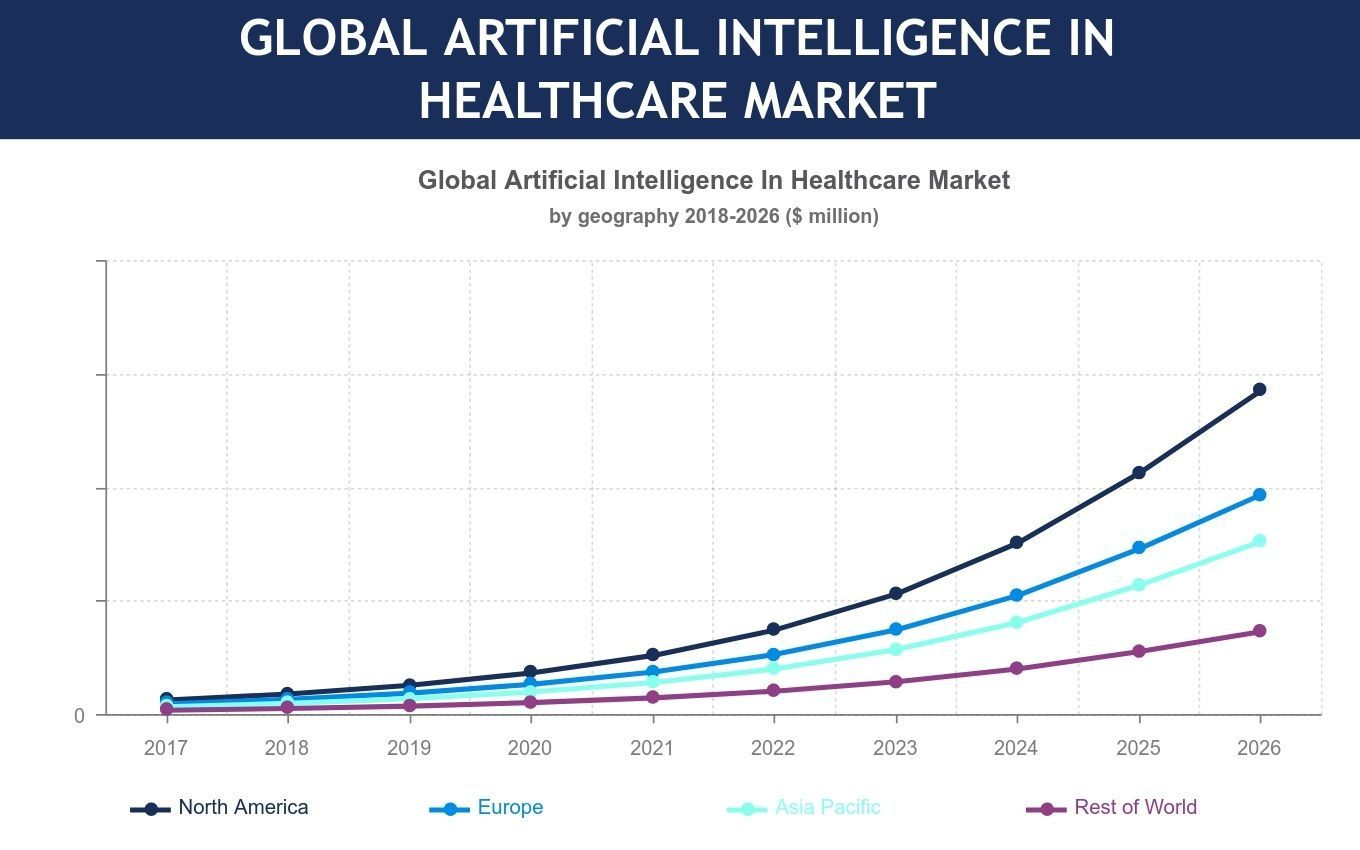 GLOBAL ARTIFICIAL INTELLIGENCE IN
HEALTHCARE MARKET
Global Artificial Intelligence In Healthcare Market
by geography 2018-2026 ($ million)
0
2017 2018 2019 2020 2021 2022 2023 2024 2025 2026
North America Europe Asia Pacific Rest of World